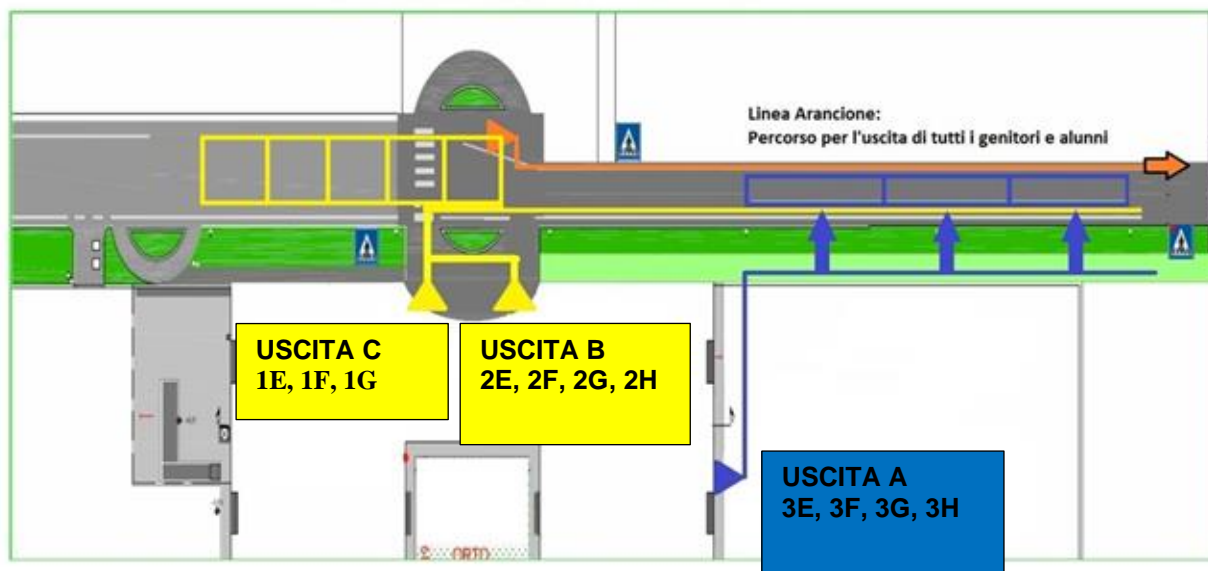 Linea Arancione:
Percorso per l'uscita di tutti i genitori e alunni
USCITA C
1E, 1F, 1G
USCITA B
2E, 2F, 2G, 2H
USCITA A
3E, 3F, 3G, 3H
ORTO